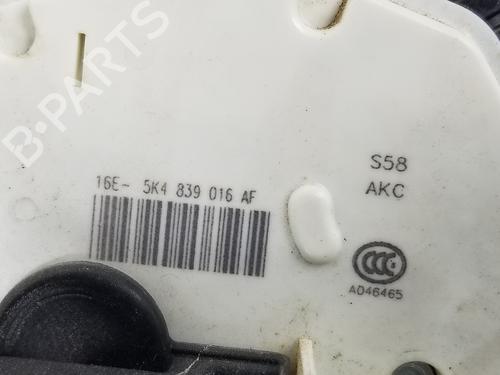 B-PARTS
16E- 5K4 839 016 AF
S58
AKC
CCC
A046465